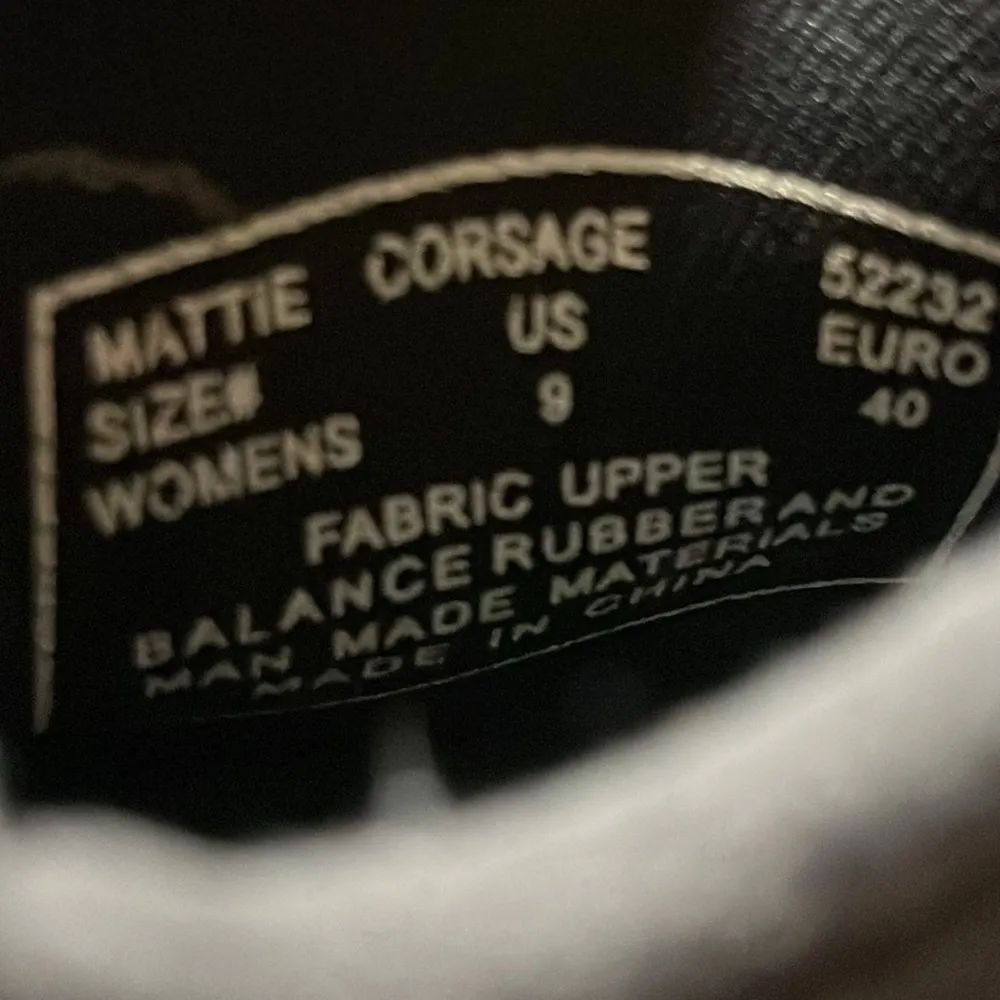 MATTIE CORSAGE 52232
SIZE# US EURO
WOMENS 9 40
FABRIC UPPER
BALANCE RUBBER AND
MAN MADE MATERIALS
MADE IN CHINA